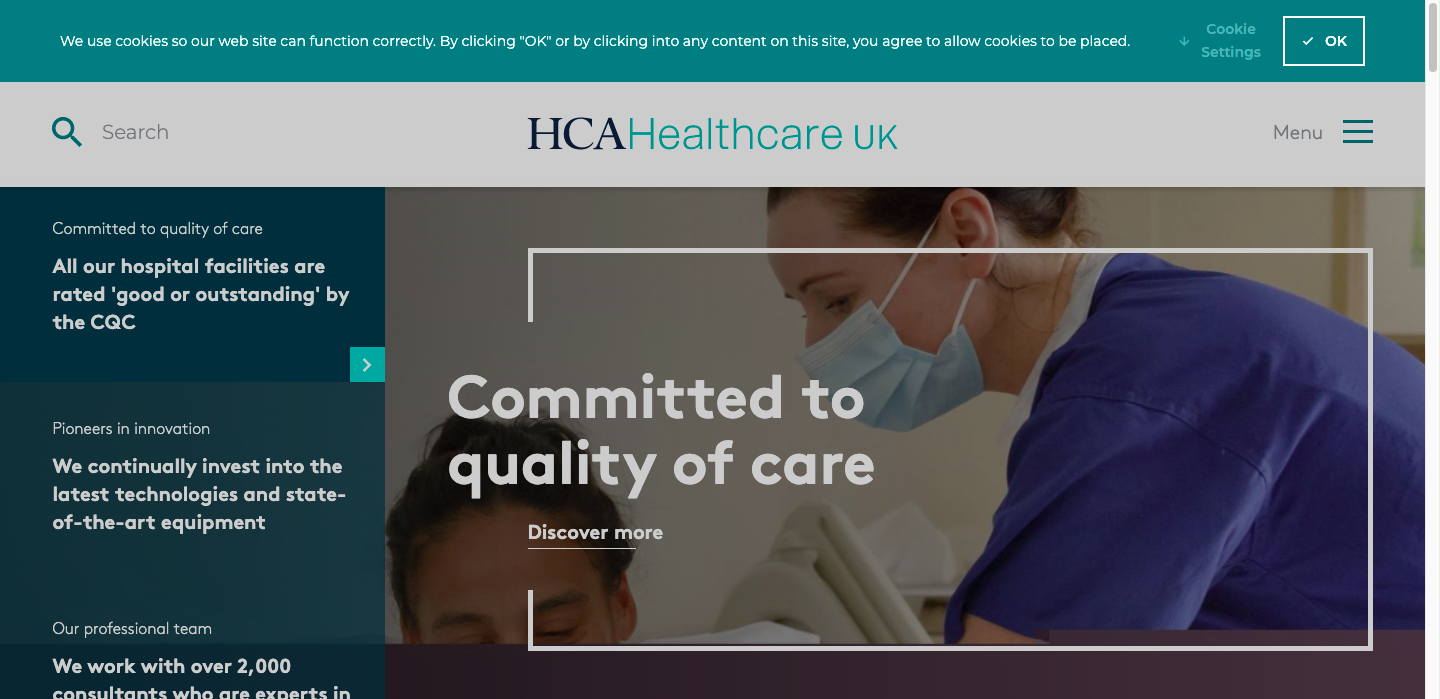 We use cookies so our web site can function correctly. By clicking "OK" or by clicking into any content on this site, you agree to allow cookies to be placed.
Cookie
Settings
OK
Search
HCAHealthcare UK
Menu
Committed to quality of care
All our hospital facilities are
rated 'good or outstanding' by
the CQC
Pioneers in innovation
We continually invest into the
latest technologies and state-
of-the-art equipment
Our professional team
We work with over 2,000
consultants who are experts in
Committed to
quality of care
Discover more